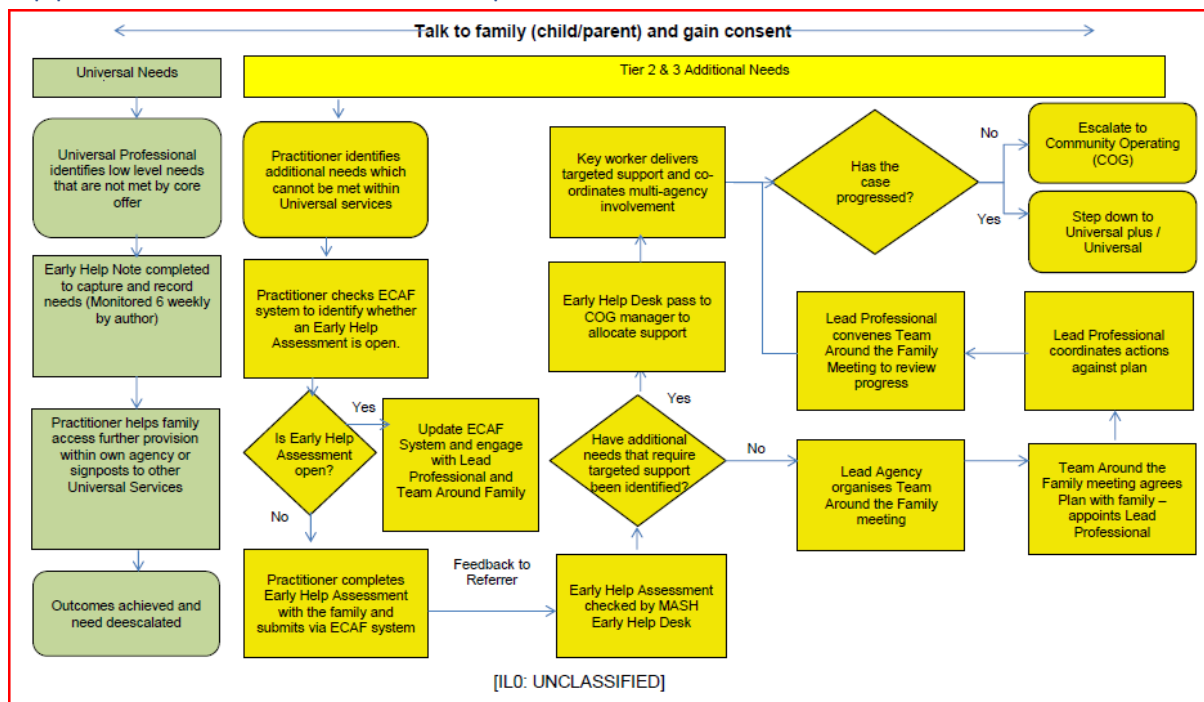 Talk to family (child/parent) and gain consent
Universal Needs
Tier 2 & 3 Additional Needs
Universal Professional
identifies low level needs
that are not met by core
offer
Early Help Note completed
to capture and record
needs (Monitored 6 weekly
by author)
Practitioner helps family
access further provision
within own agency or
signposts to other
Universal Services
Outcomes achieved and
need deescalated
Practitioner identifies
additional needs which
cannot be met within
Universal services
Practitioner checks ECAF
system to identify whether
an Early Help
Assessment is open.
Is Early Help
Assessment
open?
Yes
Update ECAF
System and engage
with Lead
Professional and
Team Around Family
No
Practitioner completes
Early Help Assessment
with the family and
submits via ECAF system
Feedback to
Referrer
Early Help Assessment
checked by MASH
Early Help Desk
Have additional
needs that require
targeted support
been identified?
Yes
Early Help Desk pass to
COG manager to
allocate support
Key worker delivers
targeted support and co-
ordinates multi-agency
involvement
No
Lead Agency
organises Team
Around the Family
meeting
Team Around the
Family meeting agrees
Plan with family –
appoints Lead
Professional
Lead Professional
coordinates actions
against plan
Lead Professional
convenes Team
Around the Family
Meeting to review
progress
Has the
case
progressed?
No
Escalate to
Community Operating
(COG)
Yes
Step down to
Universal plus /
Universal
[IL0: UNCLASSIFIED]